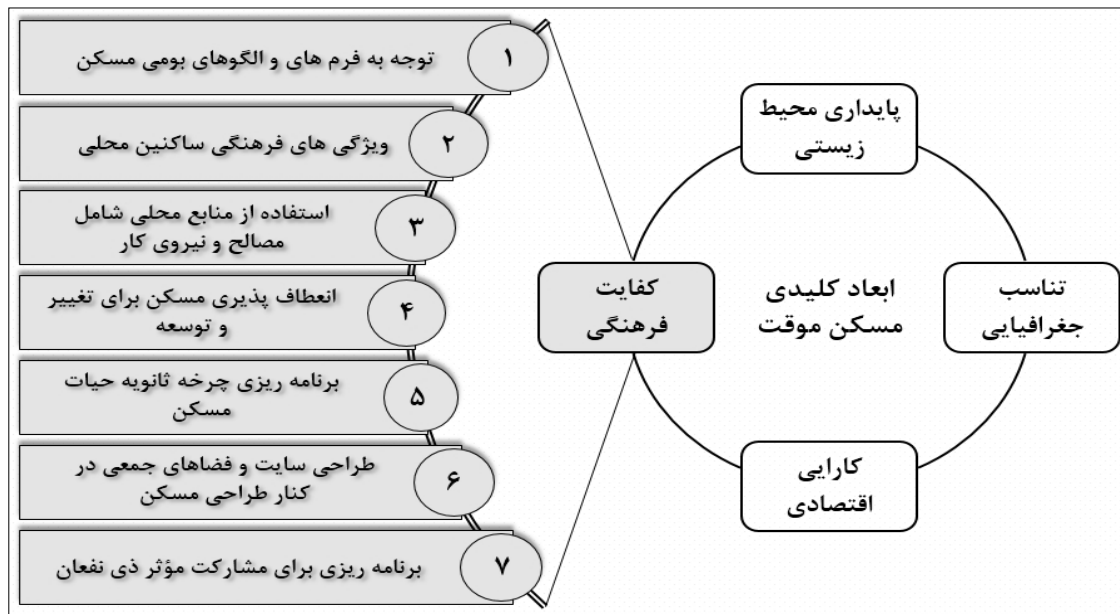 پایداری محیط
زیستی
تناسب
جغرافیایی
ابعاد کلیدی
مسکن موقت
کفایت
فرهنگی
کارایی
اقتصادی
۱
توجه به فرم های و الگوهای بومی مسکن
۲
ویژگی های فرهنگی ساکنین محلی
۳
استفاده از منابع محلی شامل
مصالح و نیروی کار
۴
انعطاف پذیری مسکن برای تغییر
و توسعه
۵
برنامه ریزی چرخه ثانویه حیات
مسکن
۶
طراحی سایت و فضاهای جمعی در
کنار طراحی مسکن
۷
برنامه ریزی برای مشارکت مؤثر ذی نفعان